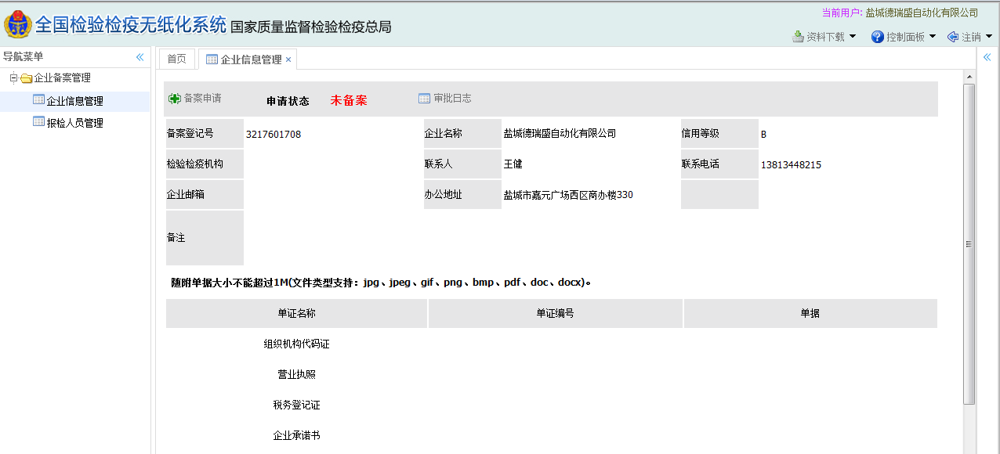 当前用户: 盐城德瑞盛自动化有限公司
全国检验检疫无纸化系统 国家质量监督检验检疫总局
资料下载 控制面板 注销
导航菜单
首页 企业信息管理
企业备案管理
企业信息管理
报检人员管理
备案申请 申请状态 未备案 审批日志
备案登记号 3217601708 企业名称 盐城德瑞盛自动化有限公司 信用等级 B
检验检疫机构 联系人 王健 联系电话 13813448215
企业邮箱 办公地址 盐城市嘉元广场西区商办楼330
备注
随附单据大小不能超过1M(文件类型支持：jpg、jpeg、gif、png、bmp、pdf、doc、docx)。
单证名称 单证编号 单据
组织机构代码证
营业执照
税务登记证
企业承诺书